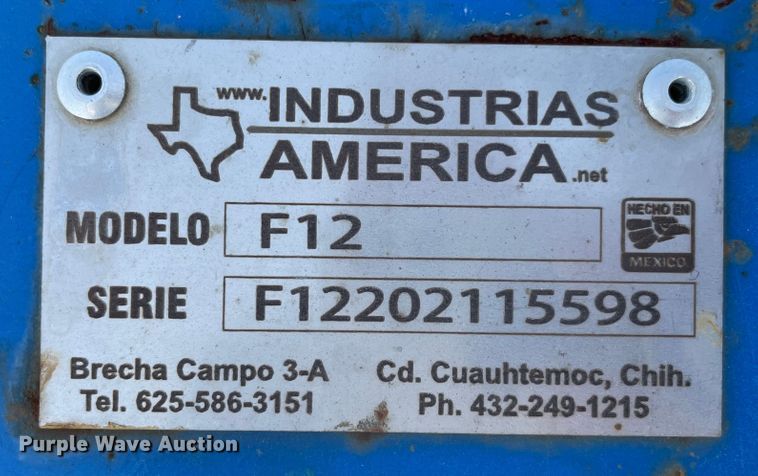 www.INDUSTRIAS
AMERICA.net
MODELO F12
HECHO EN
MEXICO
SERIE F12202115598
Brecha Campo 3-A Cd. Cuauhtemoc, Chih.
Tel. 625-586-3151 Ph. 432-249-1215
Purple Wave Auction